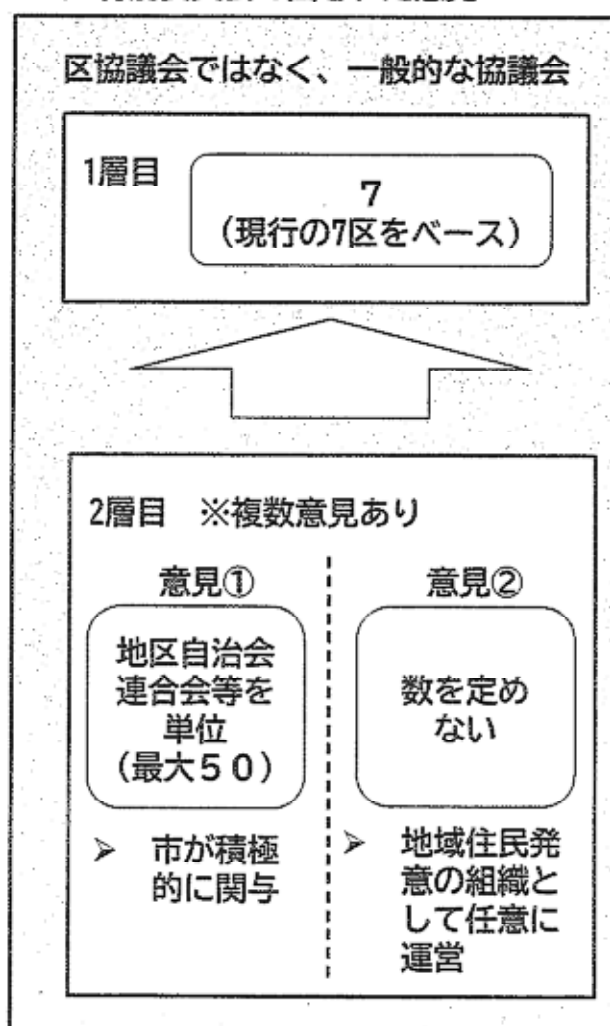 区協議会ではなく、一般的な協議会
1層目
7
(現行の7区をベース)
2層目 ※複数意見あり
意見①
地区自治会
連合会等を
単位
(最大50)
➢ 市が積極
的に関与
意見②
数を定め
ない
➢ 地域住民発
意の組織と
して任意に
運営